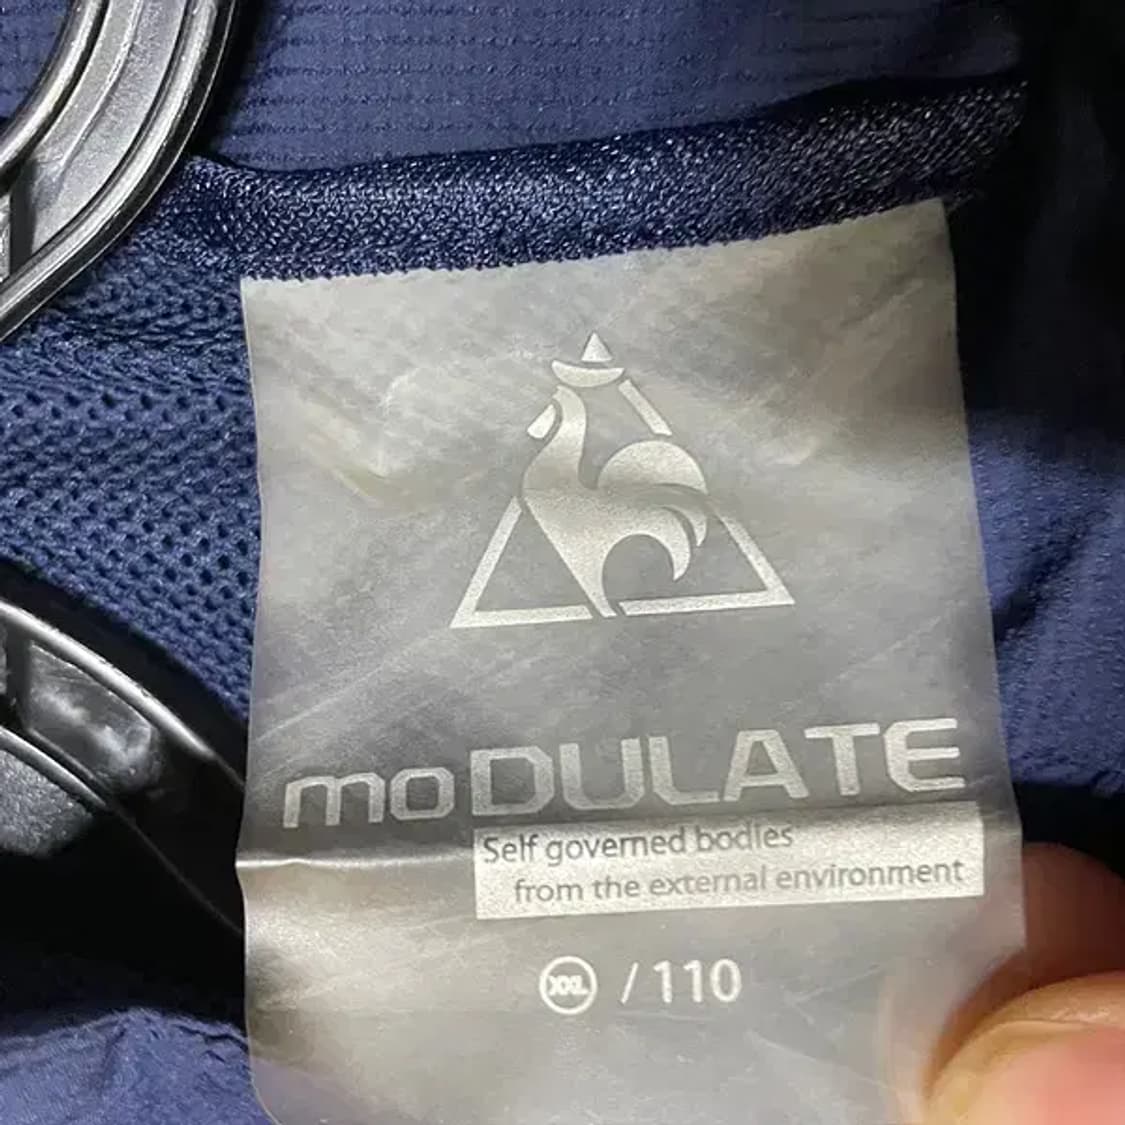 moDULATE
Self governed bodies
from the external environment
XXL / 110